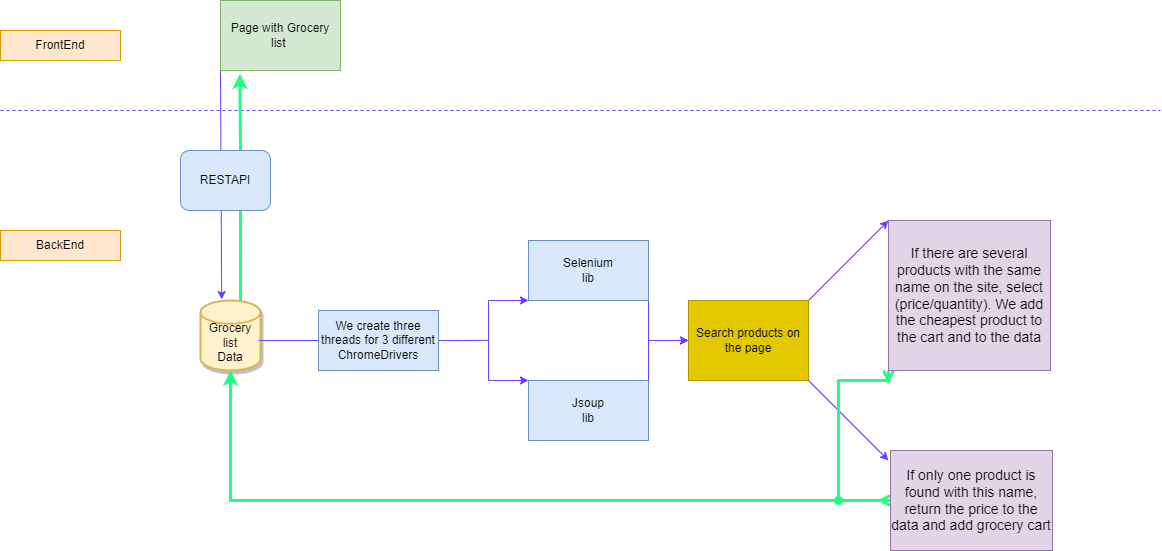 Page with Grocery
list
FrontEnd
RESTAPI
BackEnd
Selenium
lib
If there are several
products with the same
name on the site, select
(price/quantity). We add
the cheapest product to
the cart and to the data
Grocery
list
Data
We create three
threads for 3 different
ChromeDrivers
Search products on
the page
Jsoup
lib
If only one product is
found with this name,
return the price to the
data and add grocery cart